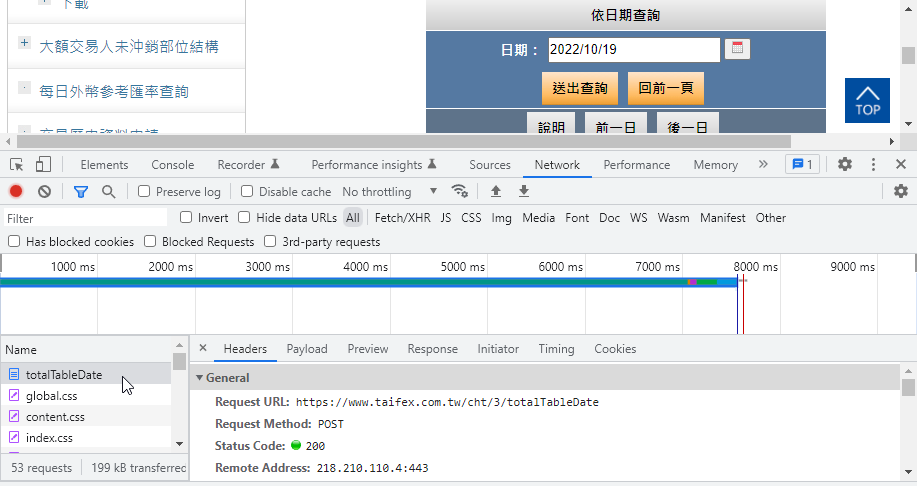 下載
依日期查詢
大額交易人未沖銷部位結構
日期： 2022/10/19
每日外幣參考匯率查詢
送出查詢 回前一頁
TOP
說明 前一日 後一日
Elements Console Recorder Performance insights Sources Network Performance Memory 1
Preserve log Disable cache No throttling
Filter Invert Hide data URLs All Fetch/XHR JS CSS Img Media Font Doc WS Wasm Manifest Other
Has blocked cookies Blocked Requests 3rd-party requests
1000 ms 2000 ms 3000 ms 4000 ms 5000 ms 6000 ms 7000 ms 8000 ms 9000 ms
Name
Headers Payload Preview Response Initiator Timing Cookies
totalTableDate
General
global.css
Request URL: https://www.taifex.com.tw/cht/3/totalTableDate
content.css
Request Method: POST
index.css
Status Code: 200
53 requests 199 kB transferred
Remote Address: 218.210.110.4:443